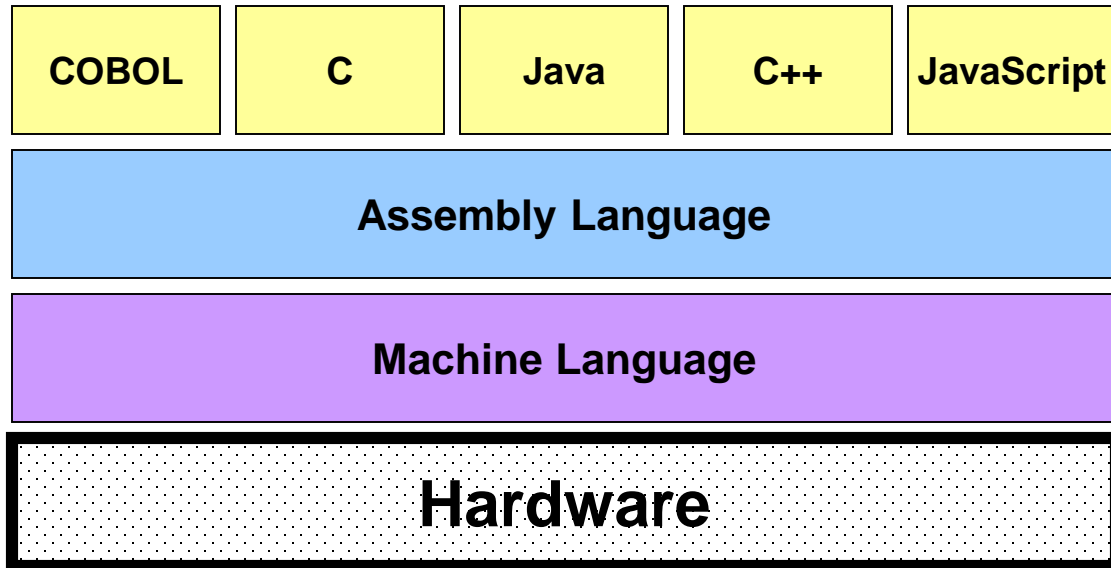 COBOL
C
Java
C++
JavaScript
Assembly Language
Machine Language
Hardware